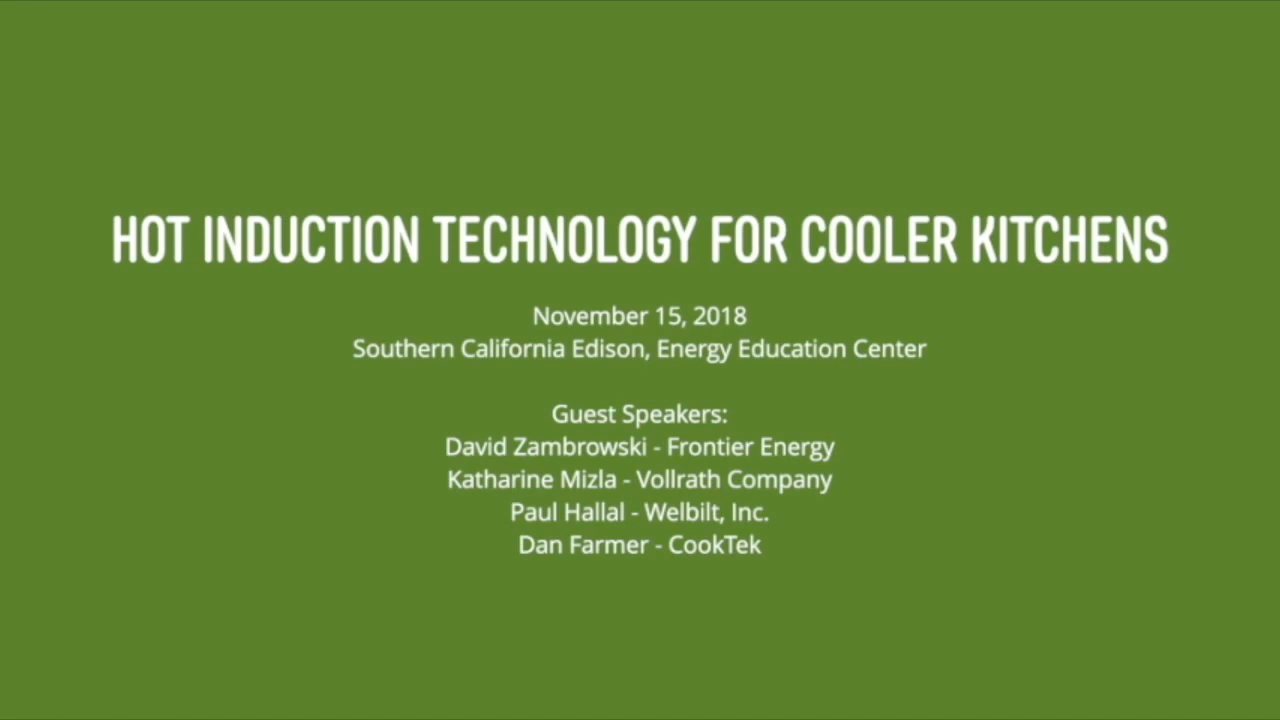 HOT INDUCTION TECHNOLOGY FOR COOLER KITCHENS
November 15, 2018
Southern California Edison, Energy Education Center
Guest Speakers:
David Zambrowski - Frontier Energy
Katharine Mizla - Vollrath Company
Paul Hallal - Welbilt, Inc.
Dan Farmer - CookTek